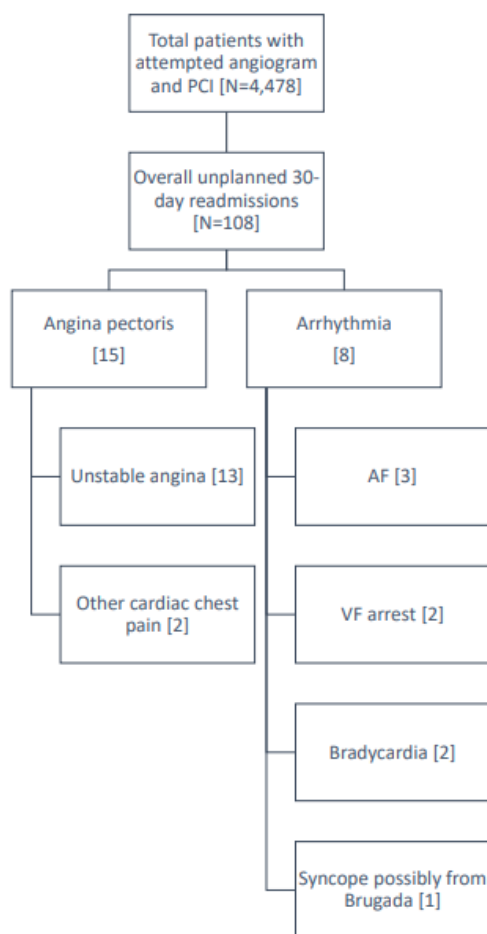 Total patients with
attempted angiogram
and PCI [N=4,478]
Overall unplanned 30-
day readmissions
[N=108]
Angina pectoris
[15]
Arrhythmia
[8]
Unstable angina [13]
AF [3]
Other cardiac chest
pain [2]
VF arrest [2]
Bradycardia [2]
Syncope possibly from
Brugada [1]